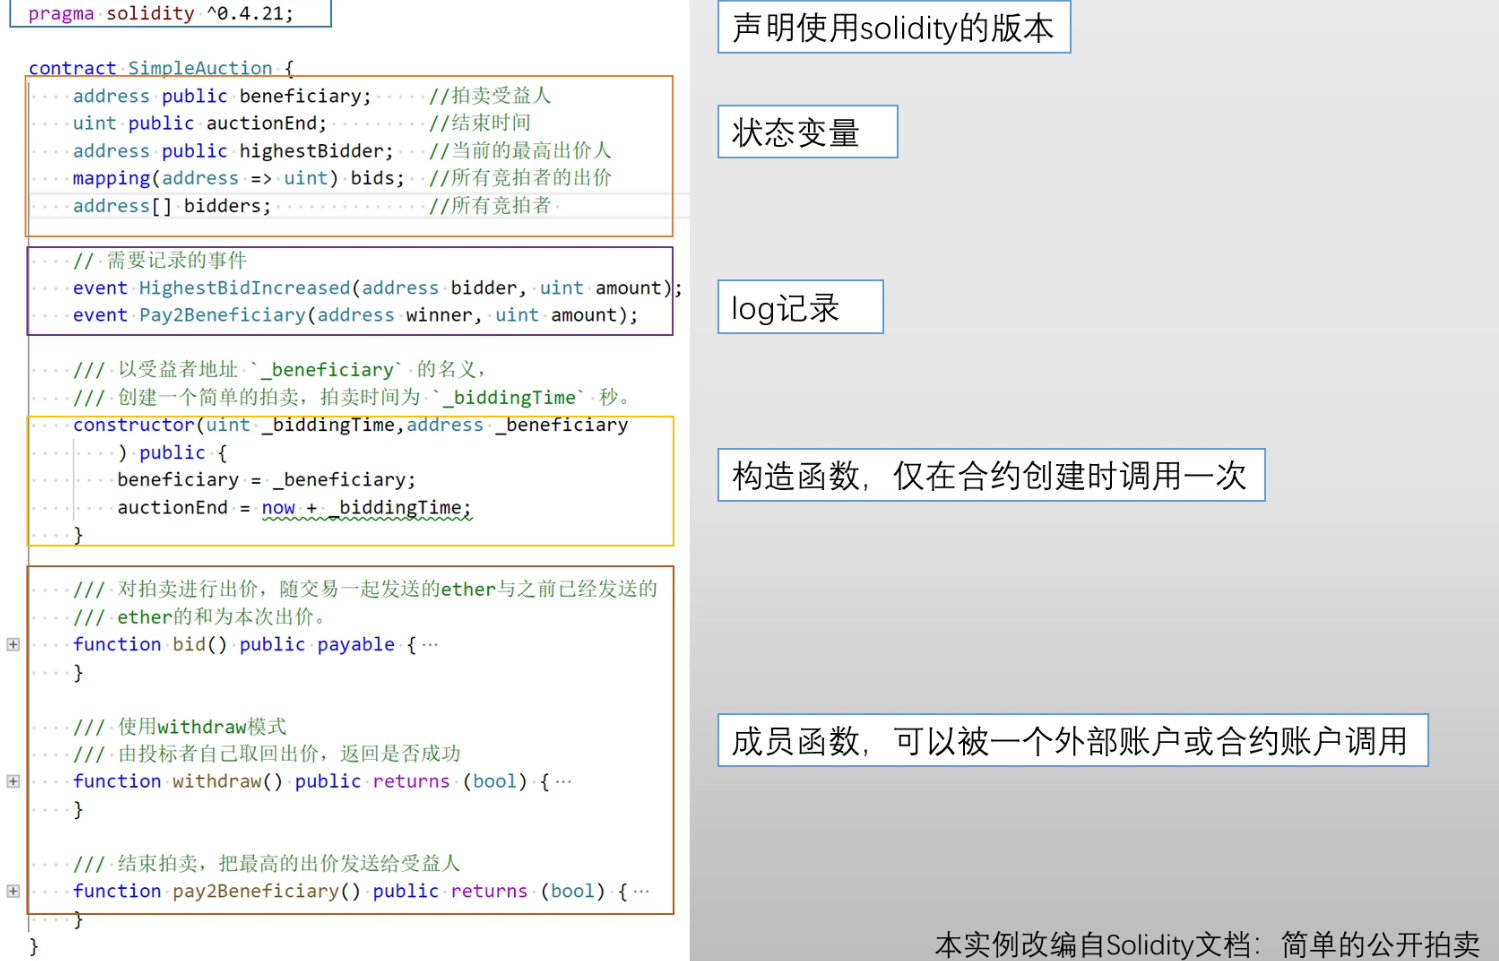 pragma solidity ^0.4.21;
声明使用solidity的版本
contract SimpleAuction {
address public beneficiary; //拍卖受益人
uint public auctionEnd; //结束时间
address public highestBidder; //当前的最高出价人
mapping(address => uint) bids; //所有竞拍者的出价
address[] bidders; //所有竞拍者
状态变量
// 需要记录的事件
event HighestBidIncreased(address bidder, uint amount);
event Pay2Beneficiary(address winner, uint amount);
log记录
/// 以受益者地址 `_beneficiary` 的名义，
/// 创建一个简单的拍卖，拍卖时间为 `_biddingTime` 秒。
constructor(uint _biddingTime,address _beneficiary
) public {
beneficiary = _beneficiary;
auctionEnd = now + _biddingTime;
}
构造函数，仅在合约创建时调用一次
/// 对拍卖进行出价，随交易一起发送的ether与之前已经发送的
/// ether的和为本次出价。
function bid() public payable {…
}
/// 使用withdraw模式
/// 由投标者自己取回出价，返回是否成功
function withdraw() public returns (bool) {…
}
/// 结束拍卖，把最高的出价发送给受益人
function pay2Beneficiary() public returns (bool) {…
}
}
成员函数，可以被一个外部账户或合约账户调用
本实例改编自Solidity文档：简单的公开拍卖